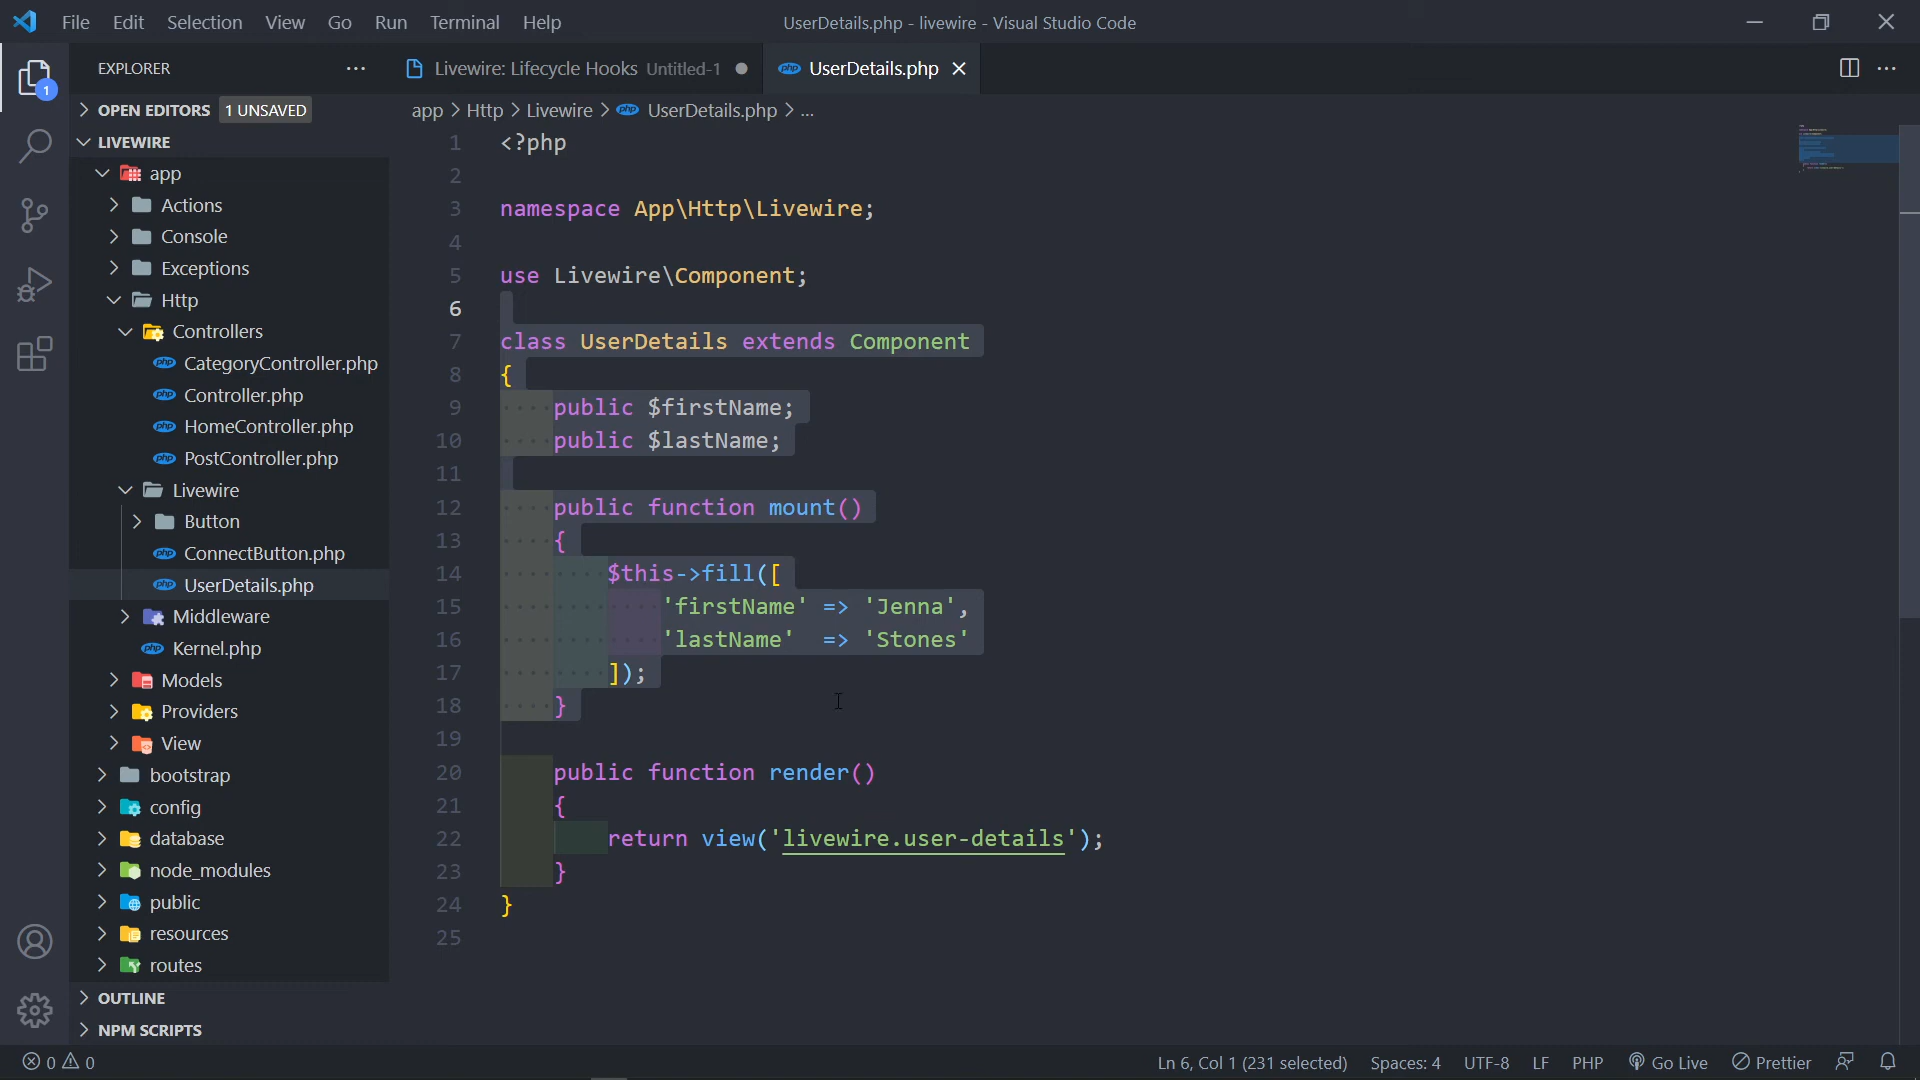 File Edit Selection View Go Run Terminal Help
UserDetails.php - livewire - Visual Studio Code
EXPLORER
Livewire: Lifecycle Hooks Untitled-1
UserDetails.php
OPEN EDITORS 1 UNSAVED
app > Http > Livewire > UserDetails.php > ...
1
LIVEWIRE
app
Actions
Console
Exceptions
Http
Controllers
CategoryController.php
Controller.php
HomeController.php
PostController.php
Livewire
Button
ConnectButton.php
UserDetails.php
Middleware
Kernel.php
Models
Providers
View
bootstrap
config
database
node_modules
public
resources
routes
OUTLINE
NPM SCRIPTS
1 <?php
2
3 namespace App\Http\Livewire;
4
5 use Livewire\Component;
6
7 class UserDetails extends Component
8 {
9 public $firstName;
10 public $lastName;
11
12 public function mount()
13 {
14 $this->fill([
15 'firstName' => 'Jenna',
16 'lastName' => 'Stones'
17 ]);
18 }
19
20 public function render()
21 {
22 return view('livewire.user-details');
23 }
24 }
25
0 0
Ln 6, Col 1 (231 selected) Spaces: 4 UTF-8 LF PHP Go Live Prettier